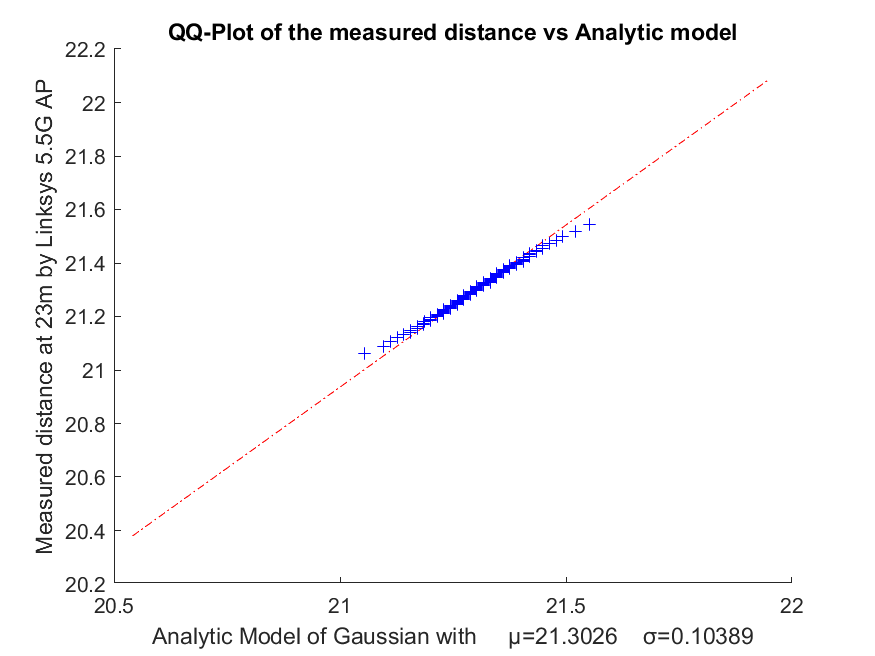 QQ-Plot of the measured distance vs Analytic model
Measured distance at 23m by Linksys 5.5G AP
22.2
22
21.8
21.6
21.4
21.2
21
20.8
20.6
20.4
20.2
20.5 21 21.5 22
Analytic Model of Gaussian with μ=21.3026 σ=0.10389